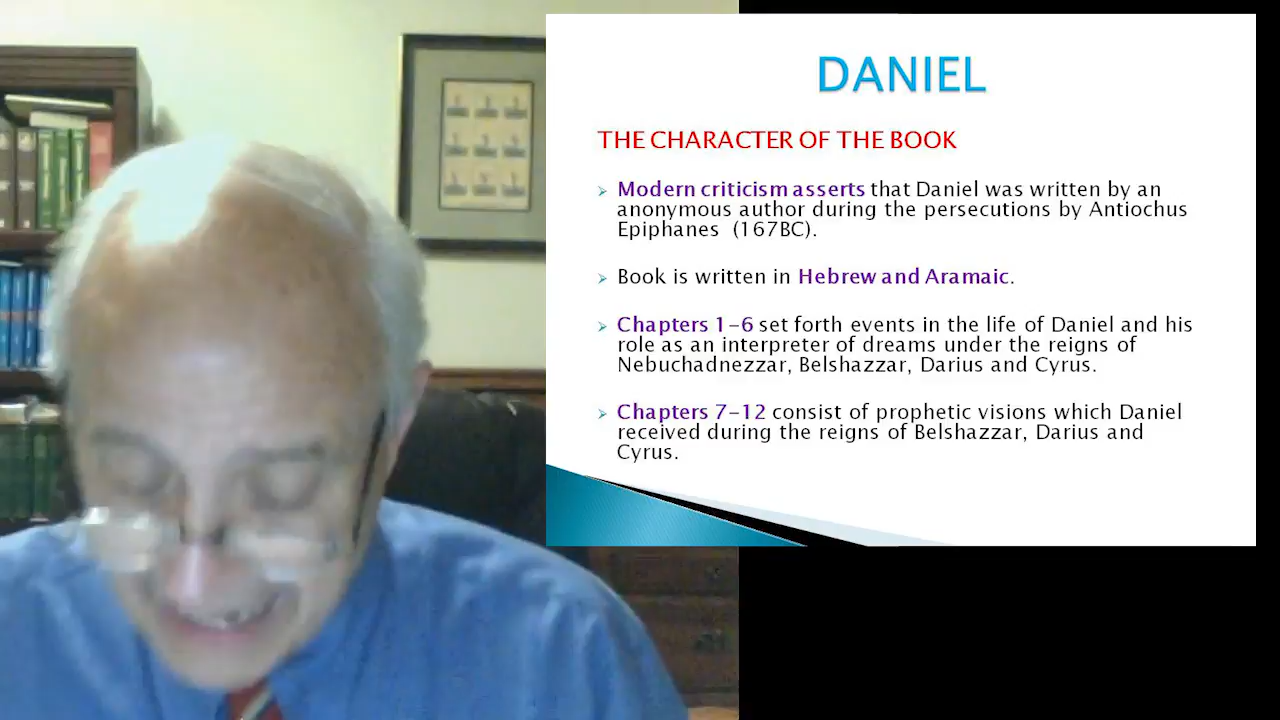 DANIEL
THE CHARACTER OF THE BOOK
Modern criticism asserts that Daniel was written by an
anonymous author during the persecutions by Antiochus
Epiphanes (167BC).
Book is written in Hebrew and Aramaic.
Chapters 1-6 set forth events in the life of Daniel and his
role as an interpreter of dreams under the reigns of
Nebuchadnezzar, Belshazzar, Darius and Cyrus.
Chapters 7-12 consist of prophetic visions which Daniel
received during the reigns of Belshazzar, Darius and
Cyrus.